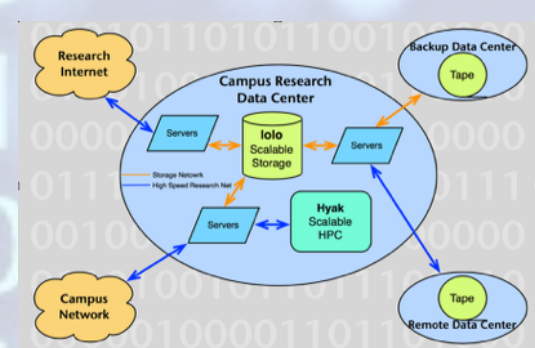 Research
Internet
Backup Data Center
Tape
Campus Research
Data Center
Servers
lolo
Scalable
Storage
Servers
Storage Netowrk
High Speed Research Net
Servers
Hyak
Scalable
HPC
Campus
Network
Tape
Remote Data Center